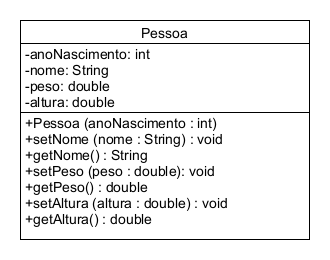 Pessoa
-anoNascimento: int
-nome: String
-peso: double
-altura: double
+Pessoa (anoNascimento : int)
+setNome (nome : String) : void
+getNome() : String
+setPeso (peso : double): void
+getPeso() : double
+setAltura (altura : double) : void
+getAltura() : double